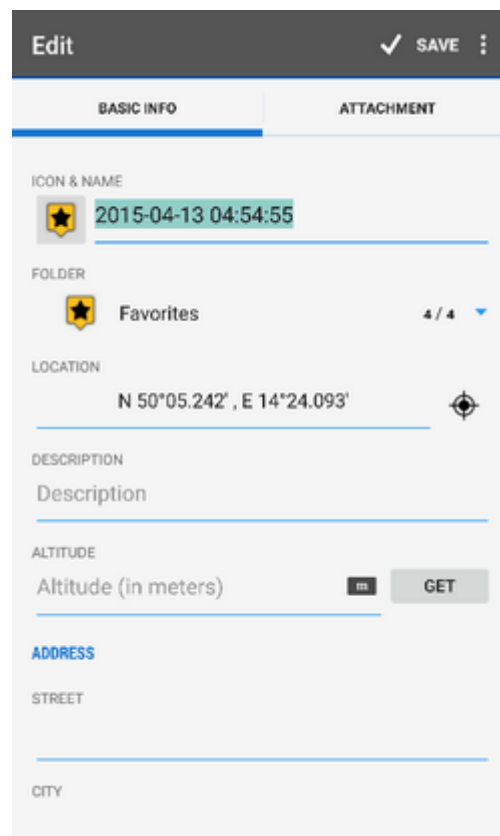 Edit SAVE
BASIC INFO ATTACHMENT
ICON & NAME
2015-04-13 04:54:55
FOLDER
Favorites 4 / 4
LOCATION
N 50°05.242' , E 14°24.093'
DESCRIPTION
Description
ALTITUDE
Altitude (in meters) m GET
ADDRESS
STREET
CITY